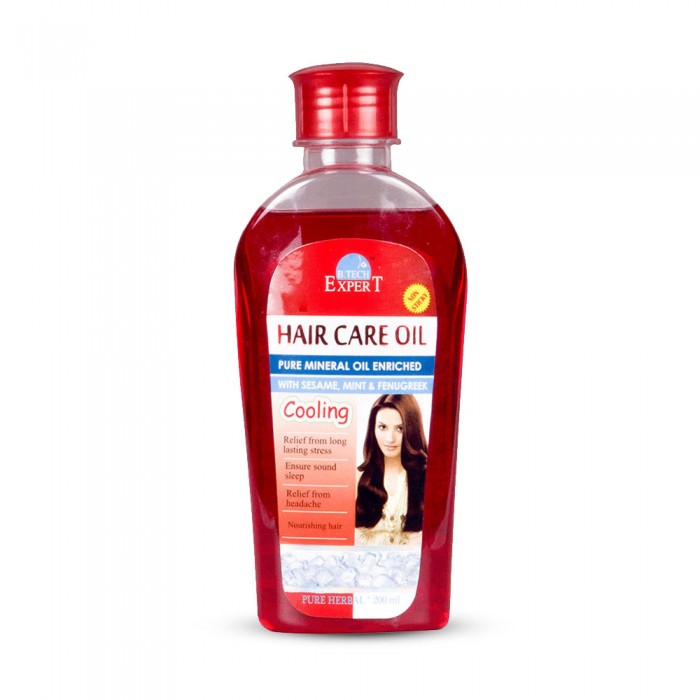 B.TECH
EXPERT
NON
STICKY
HAIR CARE OIL
PURE MINERAL OIL ENRICHED
WITH SESAME, MINT & FENUGREEK
Cooling
Relief from long
lasting stress
Ensure sound
sleep
Relief from
headache
Nourishing hair
PURE HERBAL * 200 ml